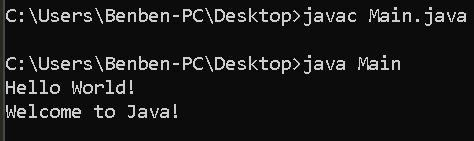 C:\Users\Benben-PC\Desktop>javac Main.java
C:\Users\Benben-PC\Desktop>java Main
Hello World!
Welcome to Java!